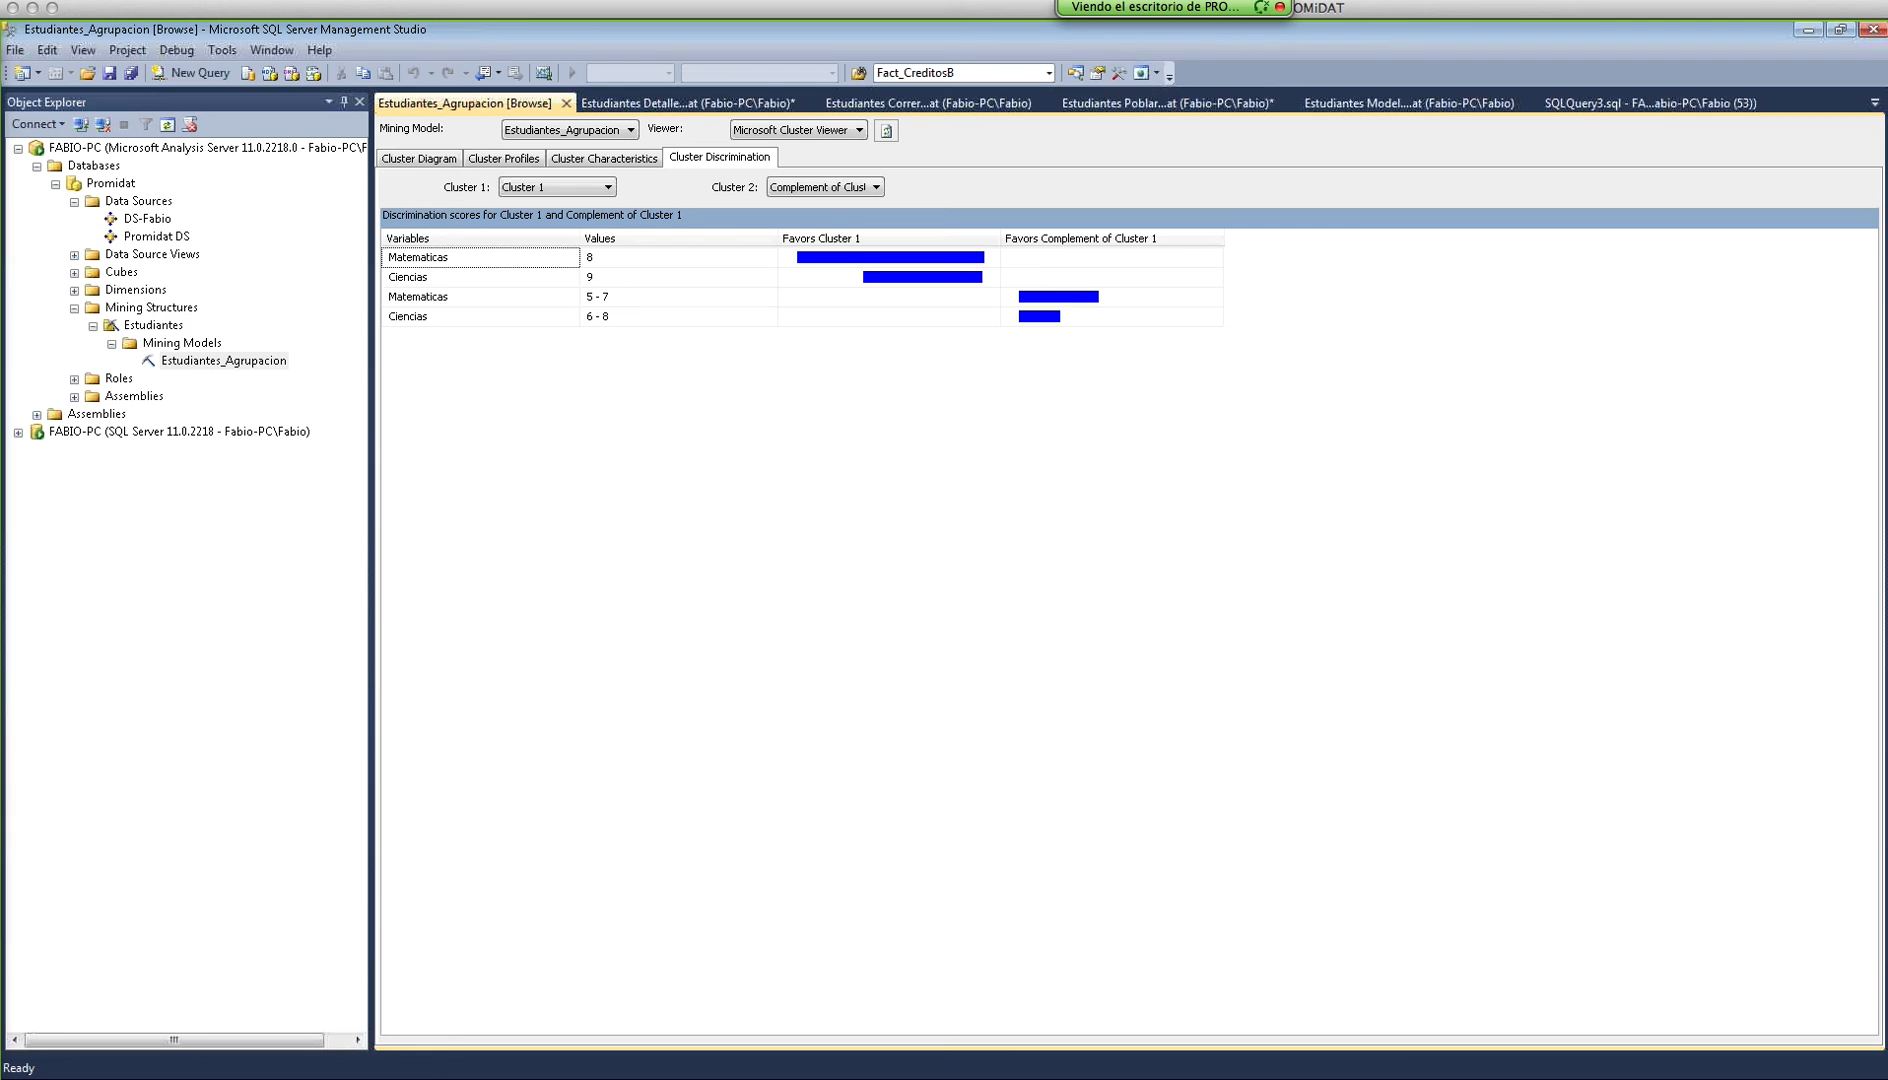 Viendo el escritorio de PRO... OMiDAT
Estudiantes_Agrupacion [Browse] - Microsoft SQL Server Management Studio
File Edit View Project Debug Tools Window Help
New Query Fact_CreditosB
Object Explorer
Connect
FABIO-PC (Microsoft Analysis Server 11.0.2218.0 - Fabio-PC\F
Databases
Promidat
Data Sources
DS-Fabio
Promidat DS
Data Source Views
Cubes
Dimensions
Mining Structures
Estudiantes
Mining Models
Estudiantes_Agrupacion
Roles
Assemblies
Assemblies
FABIO-PC (SQL Server 11.0.2218 - Fabio-PC\Fabio)
Estudiantes_Agrupacion [Browse] Estudiantes Detalle...at (Fabio-PC\Fabio)* Estudiantes Correr...at (Fabio-PC\Fabio) Estudiantes Poblar...at (Fabio-PC\Fabio)* Estudiantes Model....at (Fabio-PC\Fabio) SQLQuery3.sql - FA...abio-PC\Fabio (53))
Mining Model: Estudiantes_Agrupacion Viewer: Microsoft Cluster Viewer
Cluster Diagram Cluster Profiles Cluster Characteristics Cluster Discrimination
Cluster 1: Cluster 1 Cluster 2: Complement of Clus
Discrimination scores for Cluster 1 and Complement of Cluster 1
Variables Values Favors Cluster 1 Favors Complement of Cluster 1
Matematicas 8
Ciencias 9
Matematicas 5 - 7
Ciencias 6 - 8
Ready